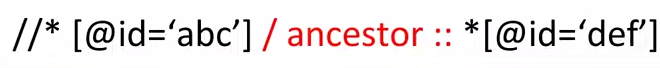 //* [@id=‘abc’] / ancestor :: *[@id=‘def’]